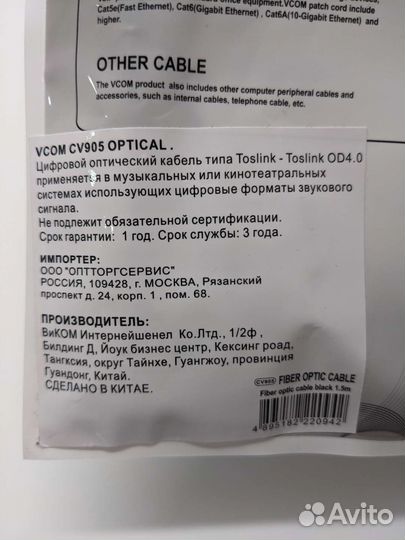 Cat5e(Fast Ethernet), Cat6(Gigabit Ethernet) , Cat6A(10-Gigabit Ethernet) and
higher.
OTHER CABLE
The VCOM product also includes other computer peripheral cables and
accessories, such as internal cables, telephone cable, etc.
VCOM CV905 OPTICAL .
Цифровой оптический кабель типа Toslink - Toslink OD4.0
применяется в музыкальных или кинотеатральных
системах использующих цифровые форматы звукового
сигнала.
Не подлежит обязательной сертификации.
Срок гарантии: 1 год. Срок службы: 3 года.
ИМПОРТЕР:
ООО "ОПТТОРГСЕРВИС"
РОССИЯ, 109428, г. МОСКВА, Рязанский
проспект д. 24, корп. 1 , пом. 68.
ПРОИЗВОДИТЕЛЬ:
ВиКОМ Интернейшенел Ко.Лтд., 1/2ф ,
Билдинг Д, Йоук бизнес центр, Кексинг роад,
Тангксия, округ Тайнхе, Гуангжоу, провинция
Гуандонг, Китай.
СДЕЛАНО В КИТАЕ.
CV905 FIBER OPTIC CABLE
Fiber optic cable black 1.5m
4 895182 220942
Avito